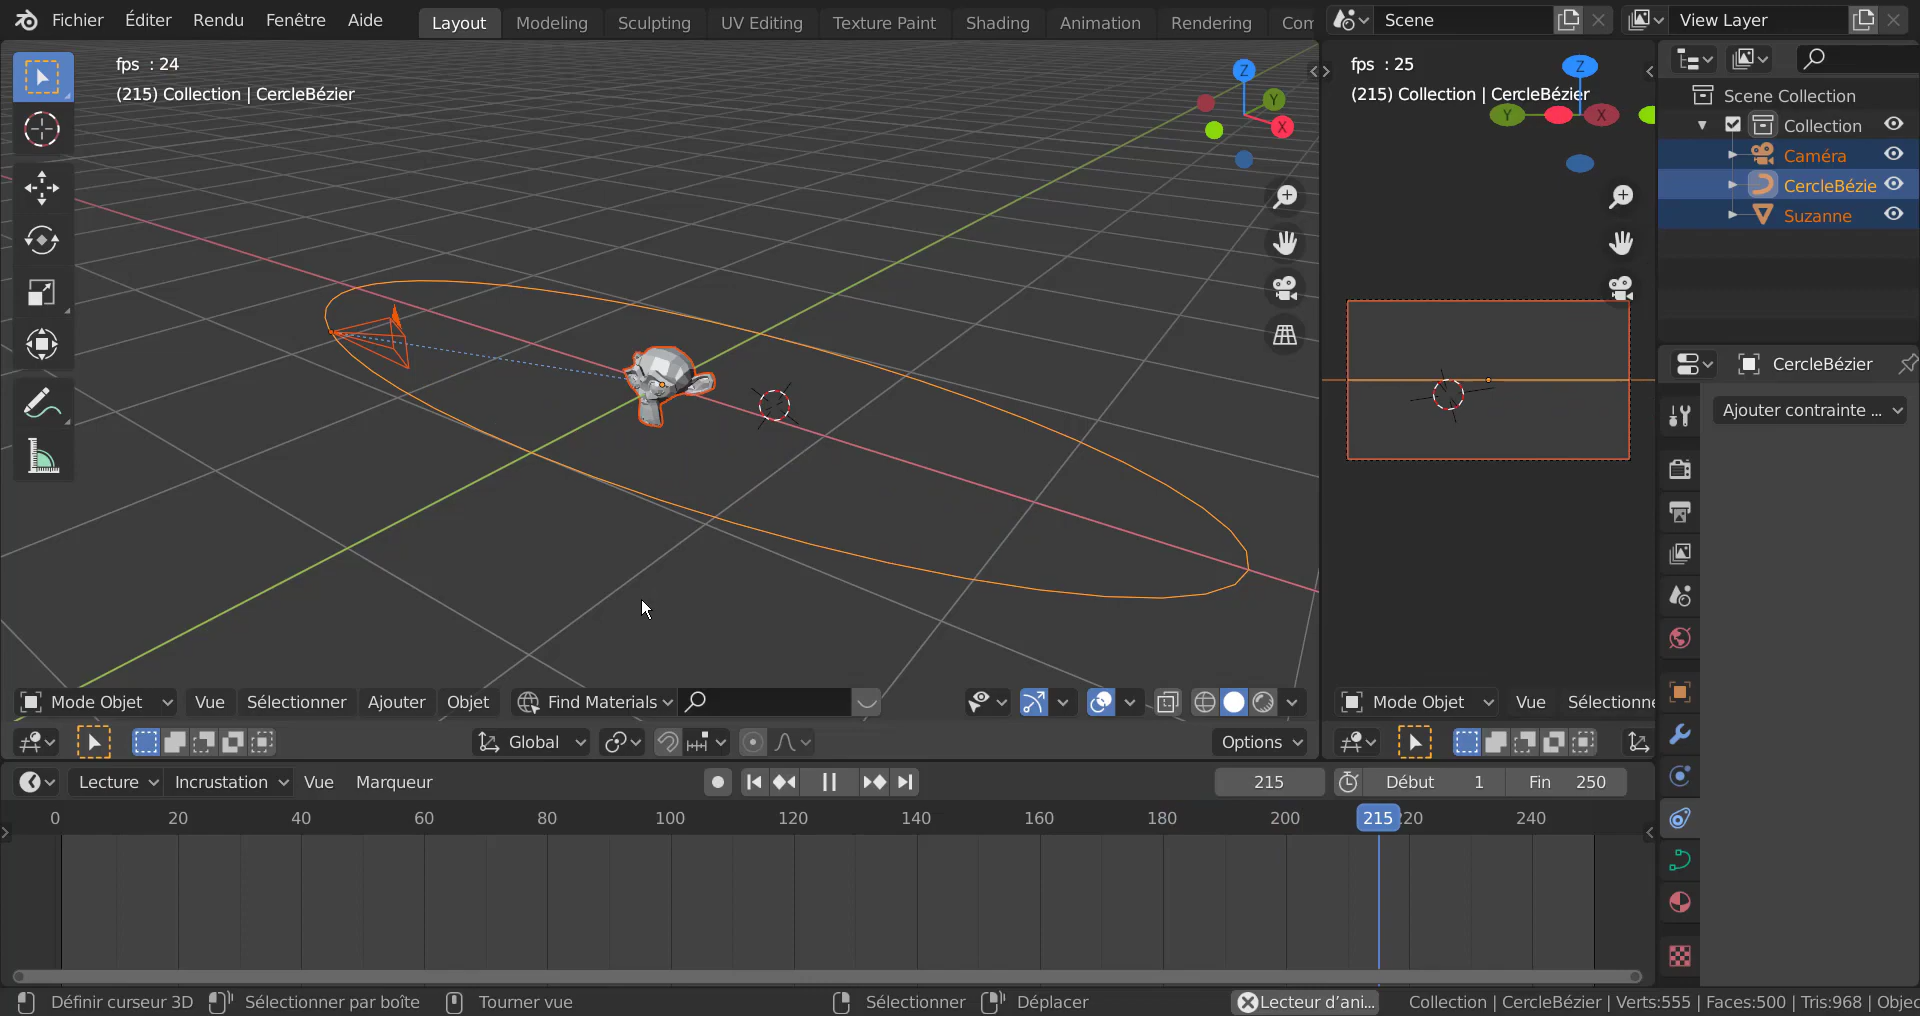 Fichier Éditer Rendu Fenêtre Aide Layout Modeling Sculpting UV Editing Texture Paint Shading Animation Rendering Com Scene View Layer
fps : 24
(215) Collection | CercleBézier
Z
Y
X
fps : 25
(215) Collection | CercleBézier
Z
Y X
Scene Collection
Collection
Caméra
CercleBézie
Suzanne
CercleBézier
Ajouter contrainte ...
Mode Objet Vue Sélectionner Ajouter Objet Find Materials
Mode Objet Vue Sélectionne
Global Options
Lecture Incrustation Vue Marqueur 215 Début 1 Fin 250
0 20 40 60 80 100 120 140 160 180 200 215 20 240
Définir curseur 3D Sélectionner par boîte Tourner vue Sélectionner Déplacer Lecteur d'ani... Collection | CercleBézier | Verts:555 | Faces:500 | Tris:968 | Objec